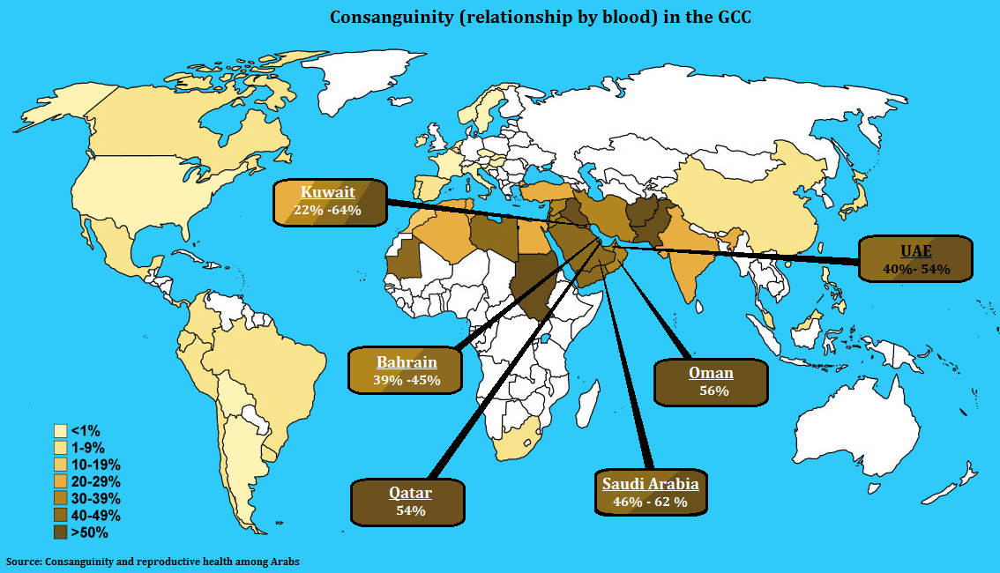 Consanguinity (relationship by blood) in the GCC
Kuwait
22% -64%
UAE
40%- 54%
Bahrain
39% -45%
Oman
56%
Qatar
54%
Saudi Arabia
46% - 62 %
<1%
1-9%
10-19%
20-29%
30-39%
40-49%
>50%
Source: Consanguinity and reproductive health among Arabs